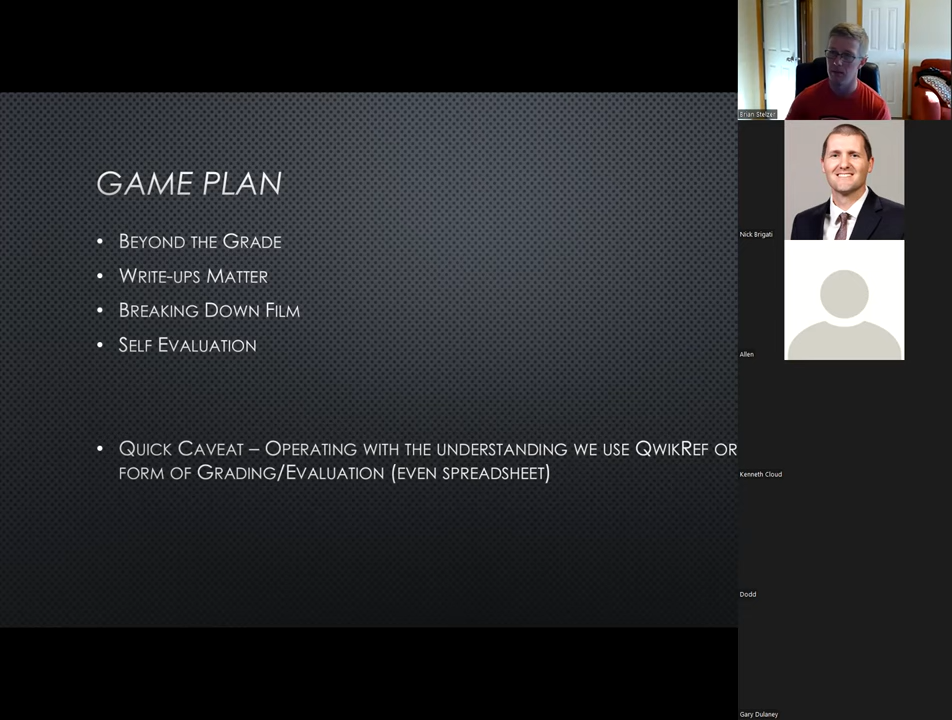 GAME PLAN
• BEYOND THE GRADE
• WRITE-UPS MATTER
• BREAKING DOWN FILM
• SELF EVALUATION
• QUICK CAVEAT – OPERATING WITH THE UNDERSTANDING WE USE QWIKREF OR
FORM OF GRADING/EVALUATION (EVEN SPREADSHEET)
Brian Stelzer
Nick Brigati
Allen
Kenneth Cloud
Dodd
Gary Dulaney